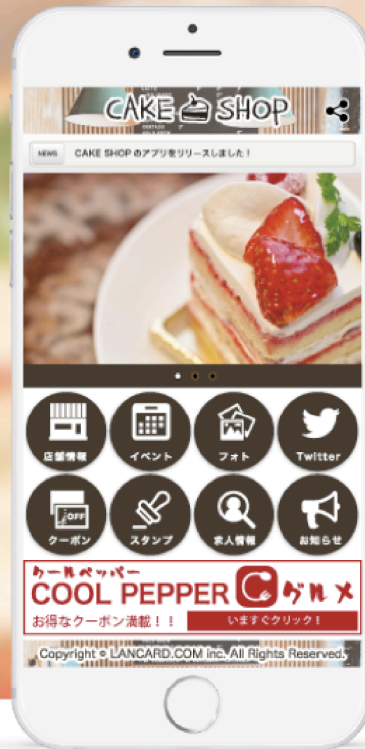 CAKE SHOP
NEWS CAKE SHOP のアプリをリリースしました！
店舗情報 イベント フォト Twitter
OFF
クーポン スタンプ 求人情報 お知らせ
クールペッパー
COOL PEPPER グルメ
お得なクーポン満載！！ いますぐクリック！
Copyright © LANCARD.COM inc. All Rights Reserved.